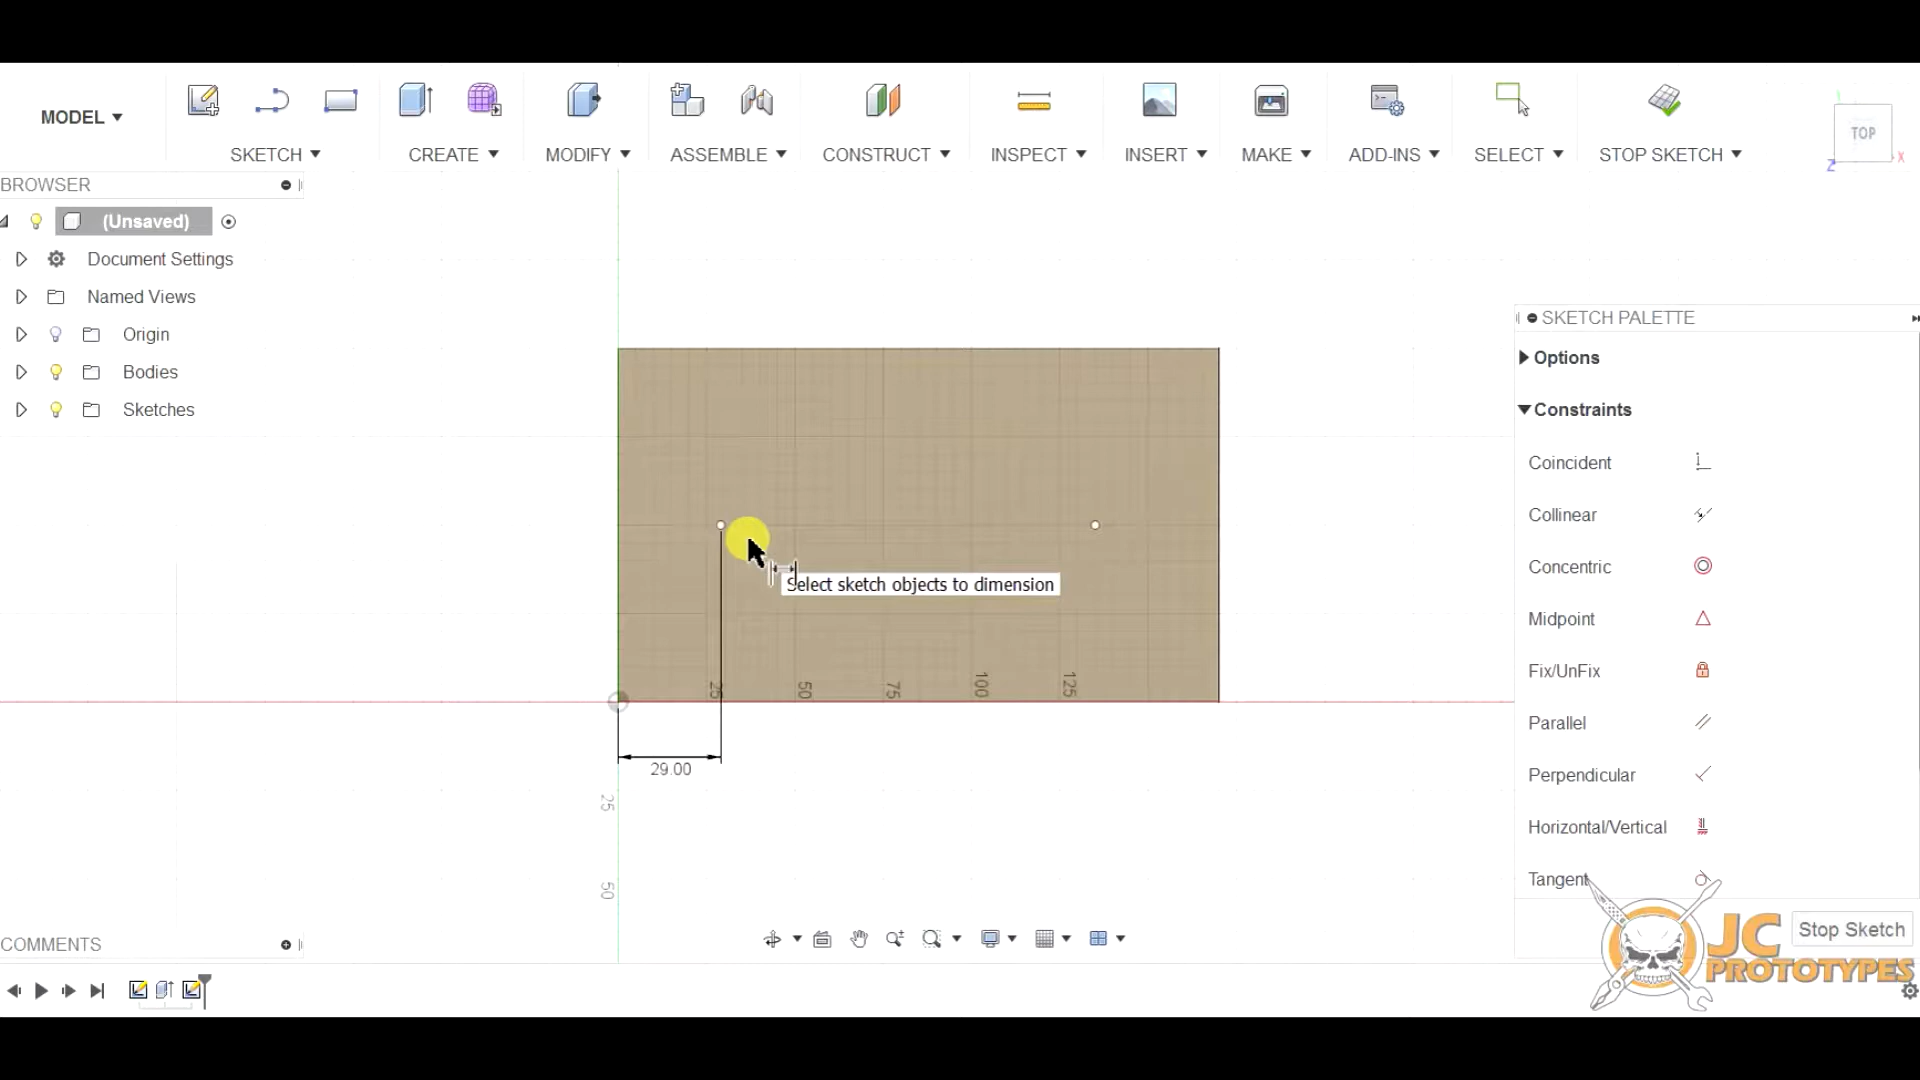 MODEL
SKETCH
CREATE
MODIFY
ASSEMBLE
CONSTRUCT
INSPECT
INSERT
MAKE
ADD-INS
SELECT
STOP SKETCH
TOP
Z
X
BROWSER
(Unsaved)
Document Settings
Named Views
Origin
Bodies
Sketches
SKETCH PALETTE
Options
Constraints
Coincident
Collinear
Concentric
Midpoint
Fix/UnFix
Parallel
Perpendicular
Horizontal/Vertical
Tangent
Select sketch objects to dimension
25
50
75
100
125
29.00
25
50
COMMENTS
Stop Sketch
JC
PROTOTYPES